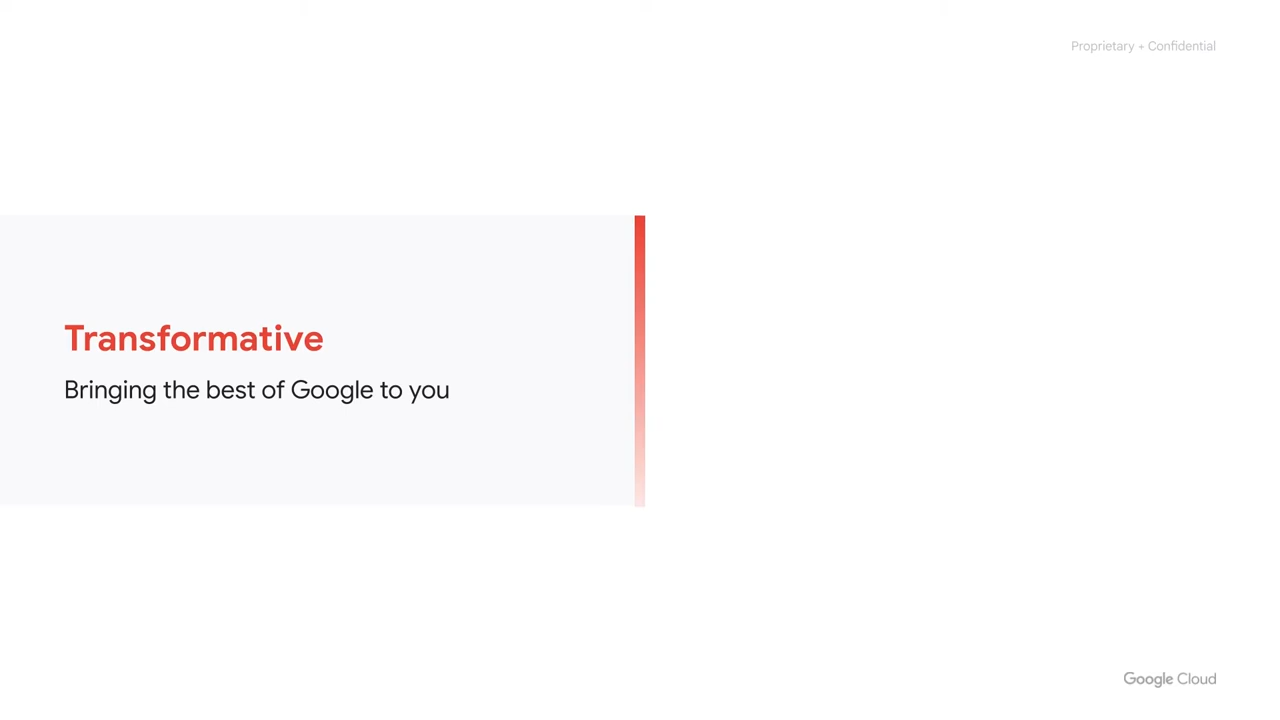 Proprietary + Confidential
Transformative
Bringing the best of Google to you
Google Cloud